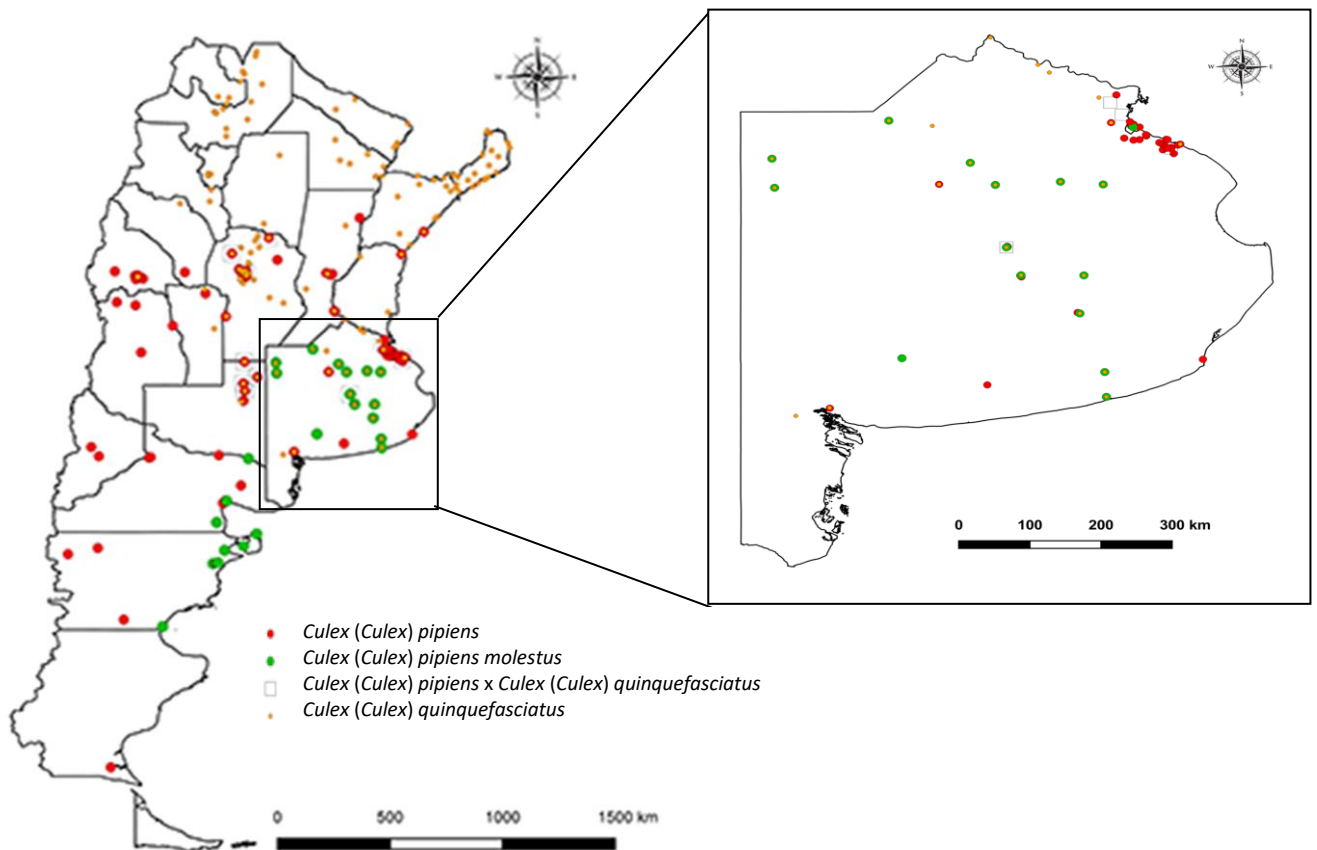 N
W
E
S
N
W
E
S
0 100 200 300 km
Culex (Culex) pipiens
Culex (Culex) pipiens molestus
Culex (Culex) pipiens x Culex (Culex) quinquefasciatus
Culex (Culex) quinquefasciatus
0 500 1000 1500 km